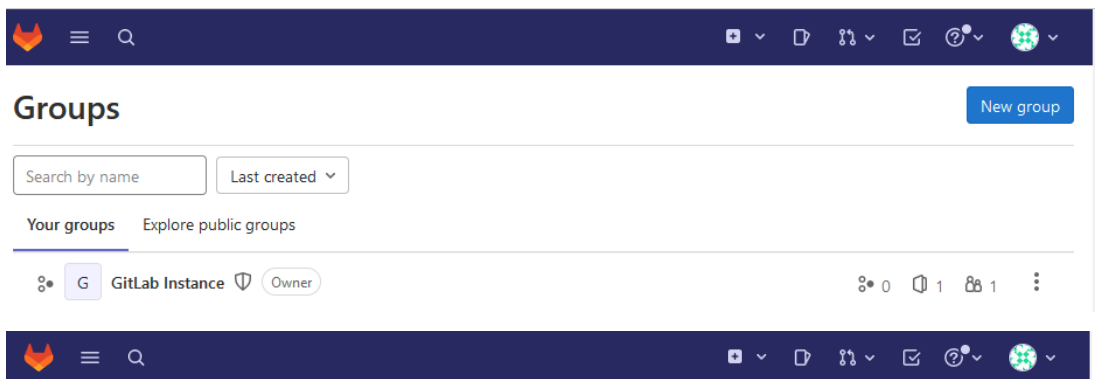 Groups
New group
Search by name
Last created
Your groups Explore public groups
G GitLab Instance Owner 0 1 1